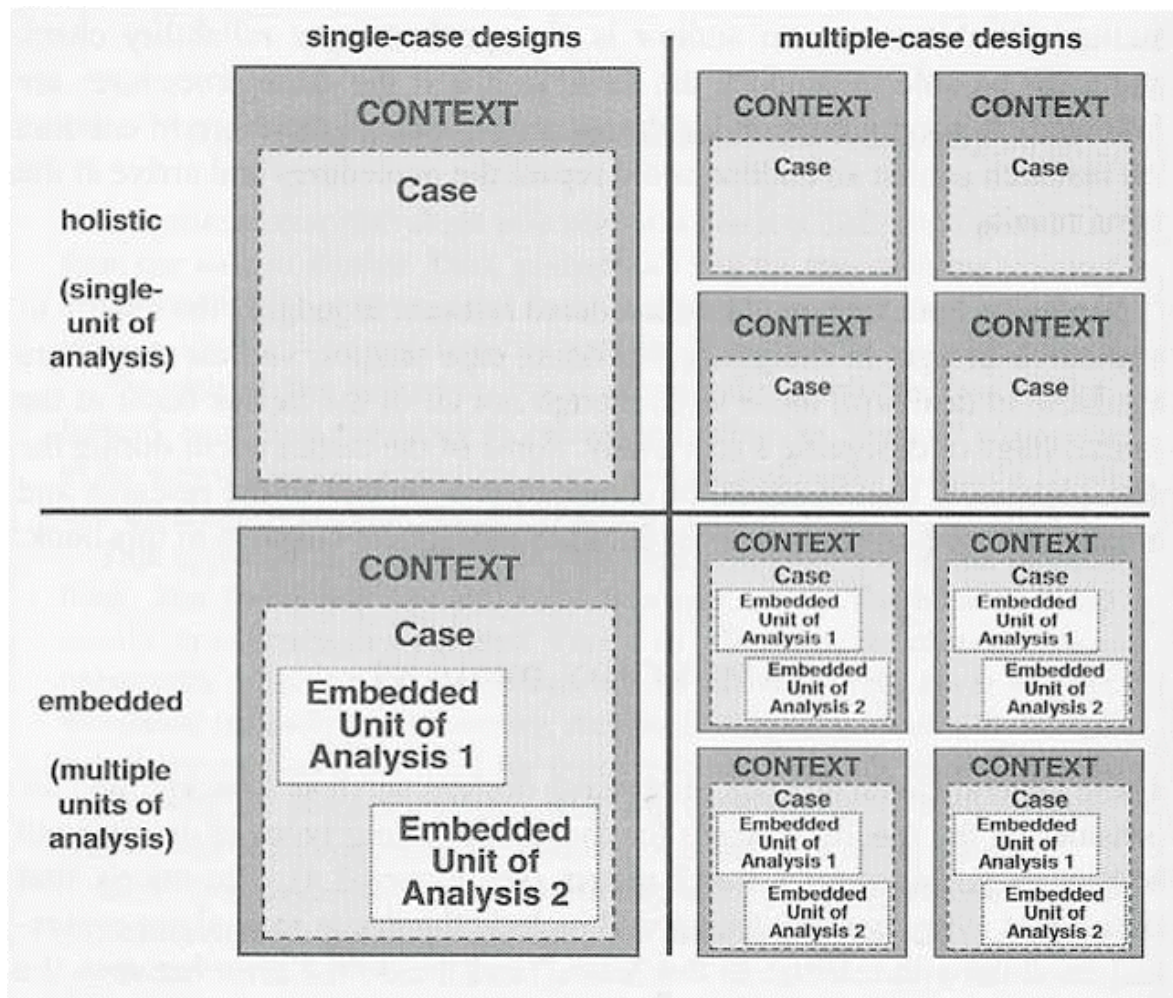 single-case designs
multiple-case designs
holistic
(single-
unit of
analysis)
CONTEXT
Case
CONTEXT
Case
CONTEXT
Case
CONTEXT
Case
CONTEXT
Case
embedded
(multiple
units of
analysis)
CONTEXT
Case
Embedded
Unit of
Analysis 1
Embedded
Unit of
Analysis 2
CONTEXT
Case
Embedded
Unit of
Analysis 1
Embedded
Unit of
Analysis 2
CONTEXT
Case
Embedded
Unit of
Analysis 1
Embedded
Unit of
Analysis 2
CONTEXT
Case
Embedded
Unit of
Analysis 1
Embedded
Unit of
Analysis 2
CONTEXT
Case
Embedded
Unit of
Analysis 1
Embedded
Unit of
Analysis 2